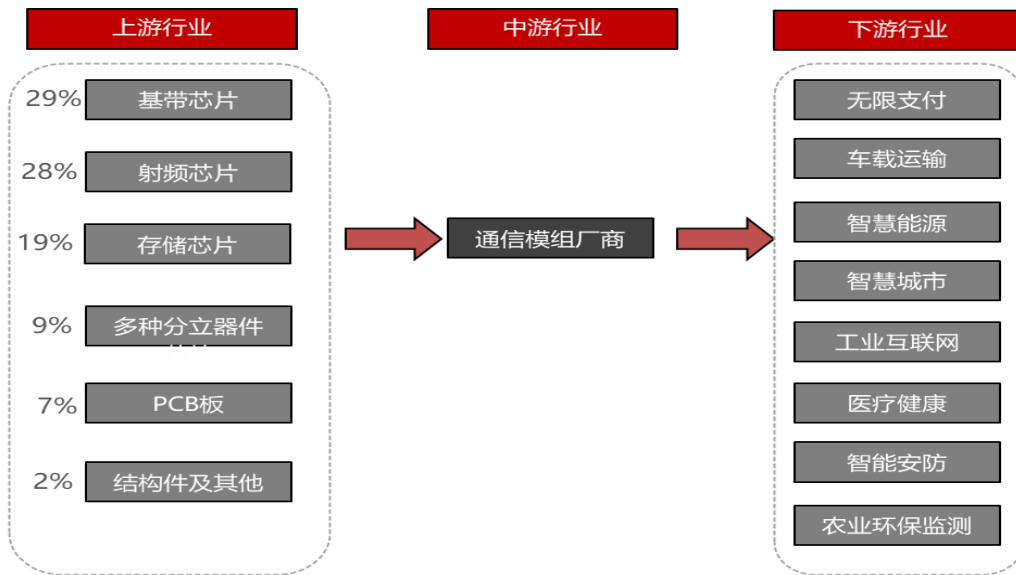 上游行业
中游行业
下游行业
29%
基带芯片
28%
射频芯片
19%
存储芯片
9%
多种分立器件
7%
PCB板
2%
结构件及其他
通信模组厂商
无限支付
车载运输
智慧能源
智慧城市
工业互联网
医疗健康
智能安防
农业环保监测